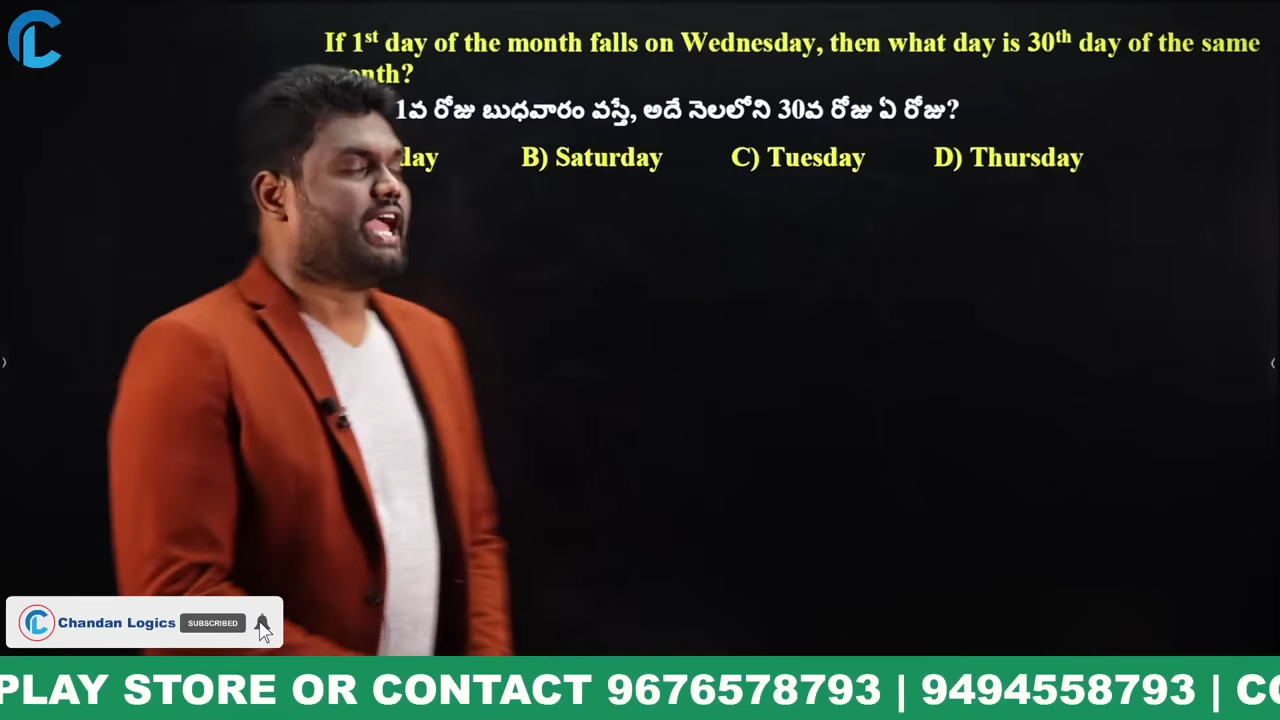 If 1st day of the month falls on Wednesday, then what day is 30th day of the same
nth?
1వ రోజు బుధవారం వస్తే, అదే నెలలోని 30వ రోజు ఏ రోజు?
day B) Saturday C) Tuesday D) Thursday
Chandan Logics SUBSCRIBED
PLAY STORE OR CONTACT 9676578793 | 9494558793 |